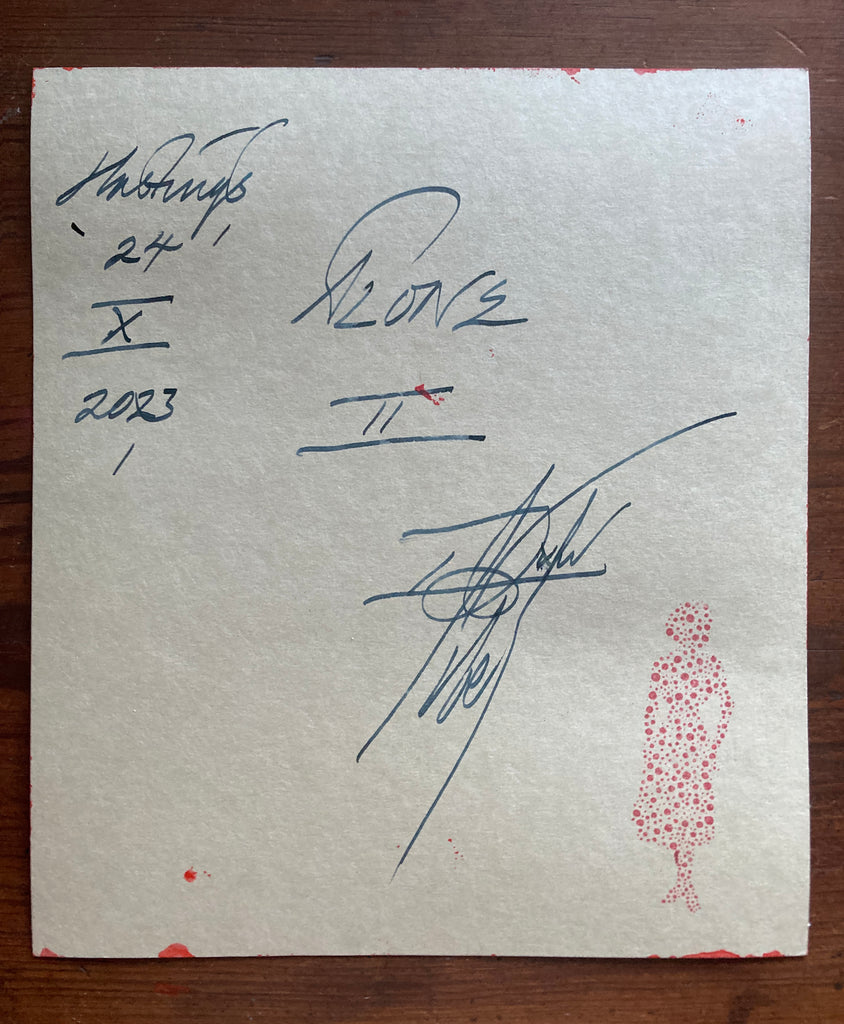 Hastings
24
X
2023
ALONE
II